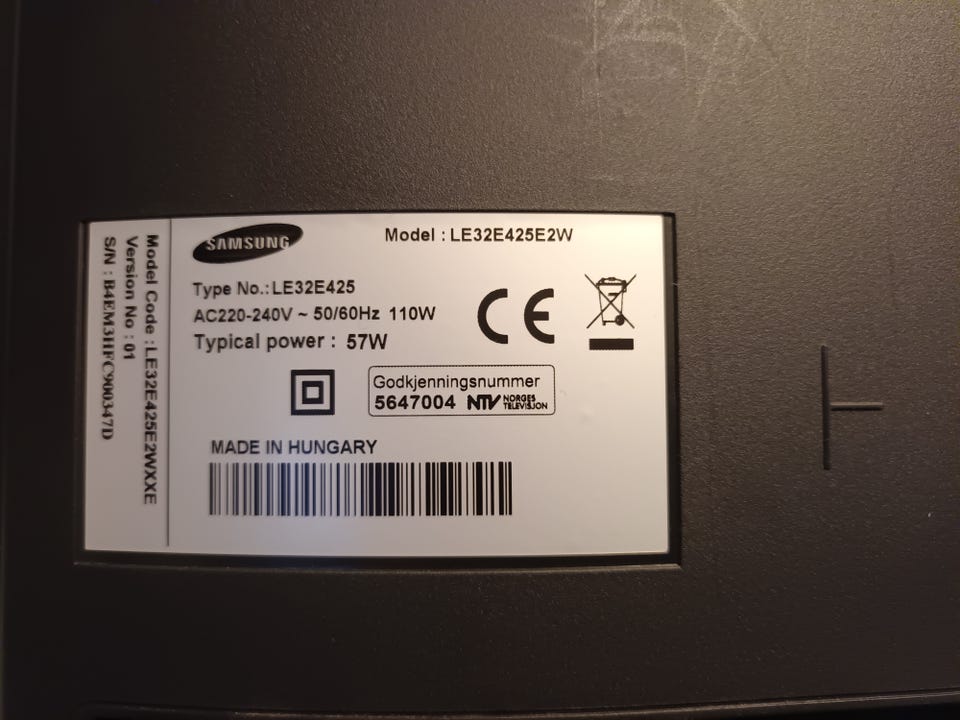 SAMSUNG
Model : LE32E425E2W
Type No.: LE32E425
AC220-240V ~ 50/60Hz 110W
Typical power : 57W
CE
Godkjenningsnummer
5647004 NTV NORGES TELEVISJON
MADE IN HUNGARY
Model Code : LE32E425E2WXXE
Version No : 01
S/N : B4EM3HFC900347D